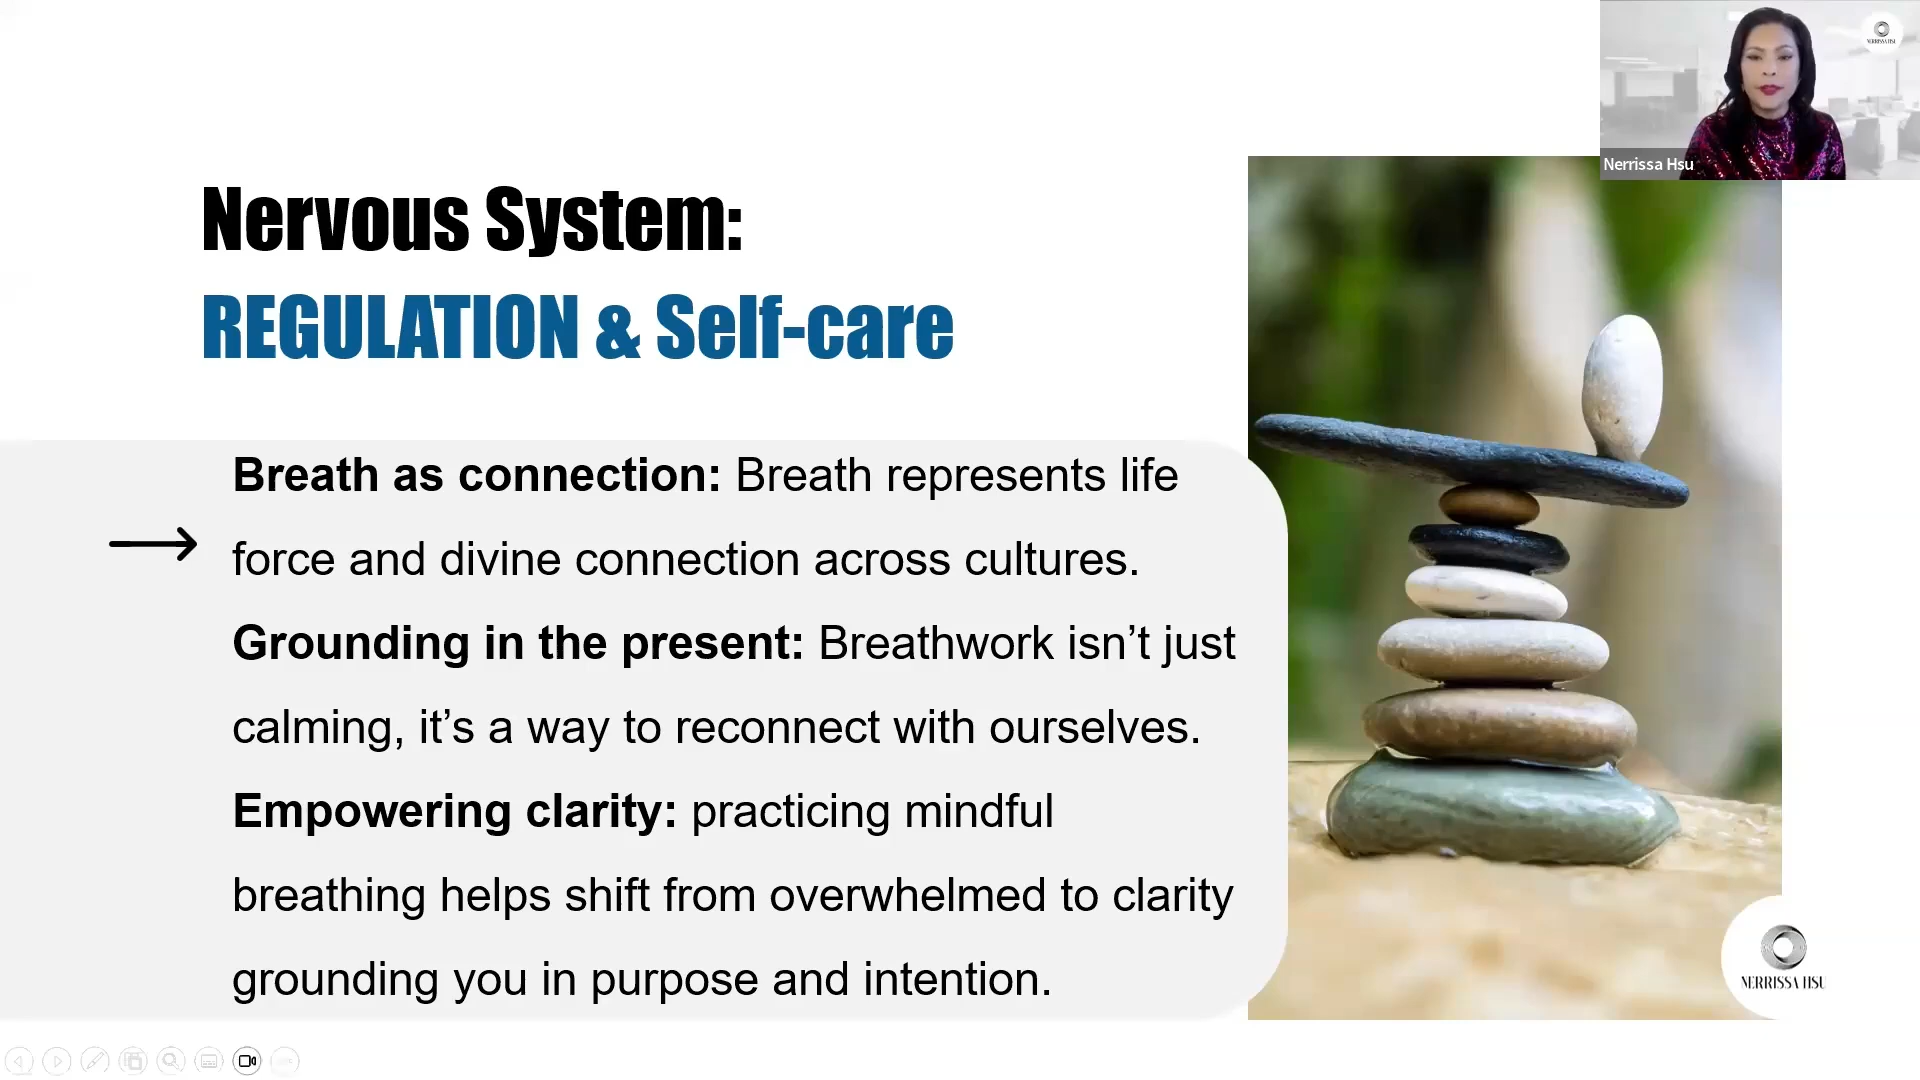 NERRISSA HSU
Nerrissa Hsu
Nervous System:
REGULATION & Self-care
Breath as connection: Breath represents life
force and divine connection across cultures.
Grounding in the present: Breathwork isn’t just
calming, it’s a way to reconnect with ourselves.
Empowering clarity: practicing mindful
breathing helps shift from overwhelmed to clarity
grounding you in purpose and intention.
NERRISSA HSU